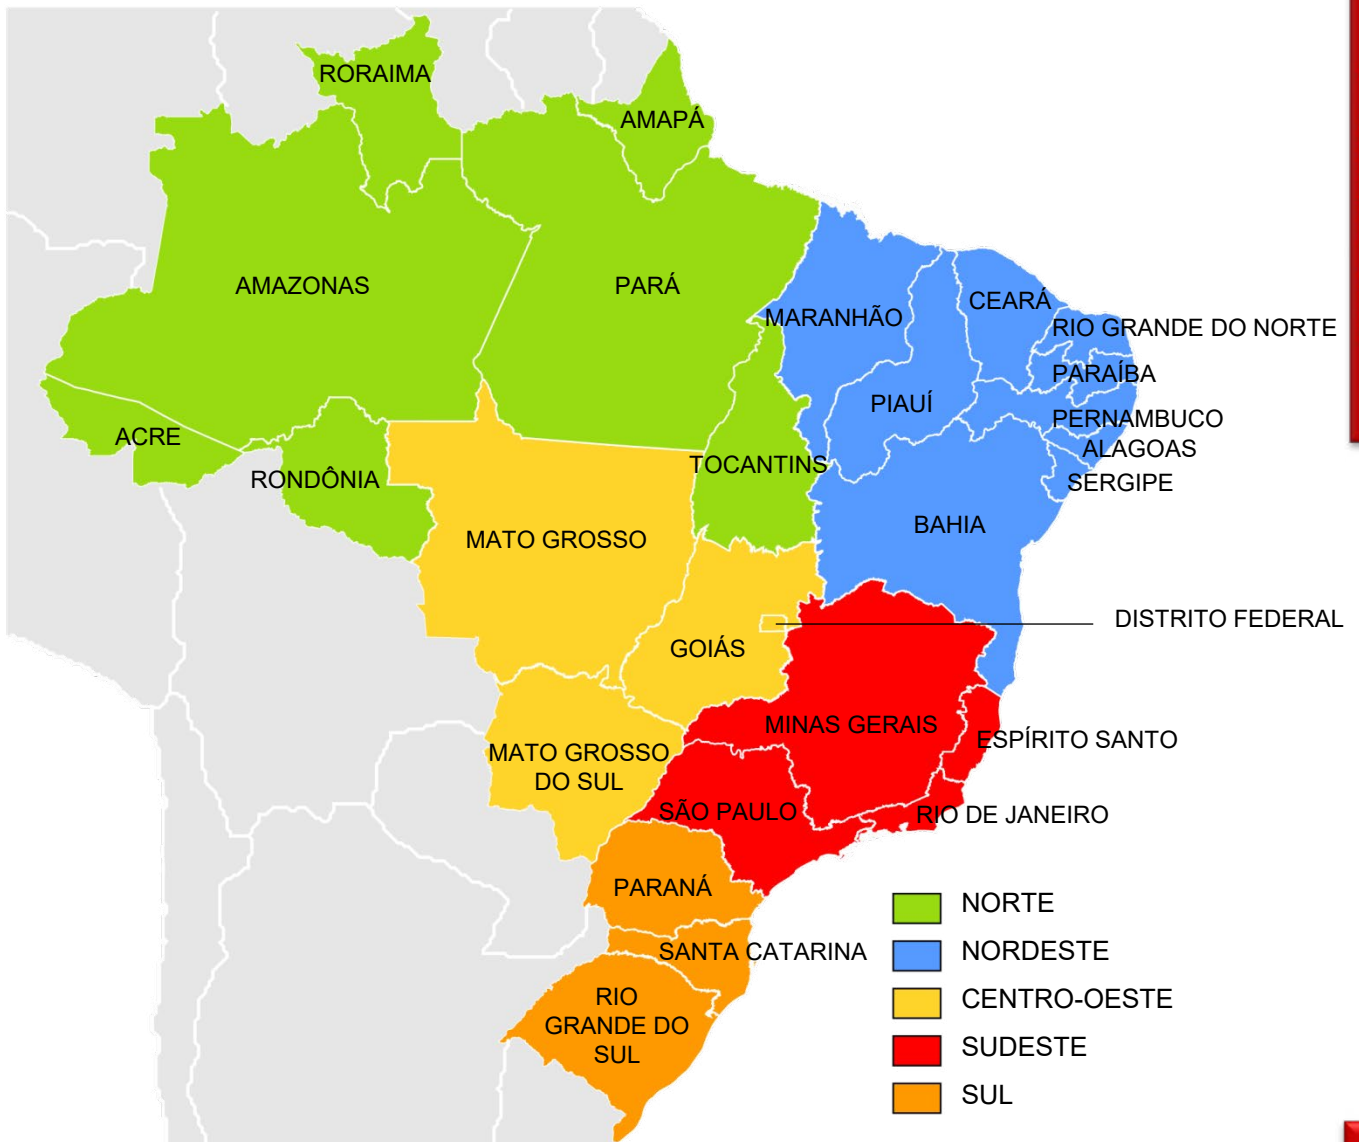 RORAIMA
AMAPÁ
AMAZONAS
PARÁ
MARANHÃO
CEARÁ
RIO GRANDE DO NORTE
PARAÍBA
PIAUÍ
PERNAMBUCO
ALAGOAS
SERGIPE
ACRE
RONDÔNIA
TOCANTINS
BAHIA
MATO GROSSO
DISTRITO FEDERAL
GOIÁS
MINAS GERAIS
ESPÍRITO SANTO
MATO GROSSO
DO SUL
SÃO PAULO
RIO DE JANEIRO
PARANÁ
SANTA CATARINA
RIO
GRANDE DO
SUL
NORTE
NORDESTE
CENTRO-OESTE
SUDESTE
SUL